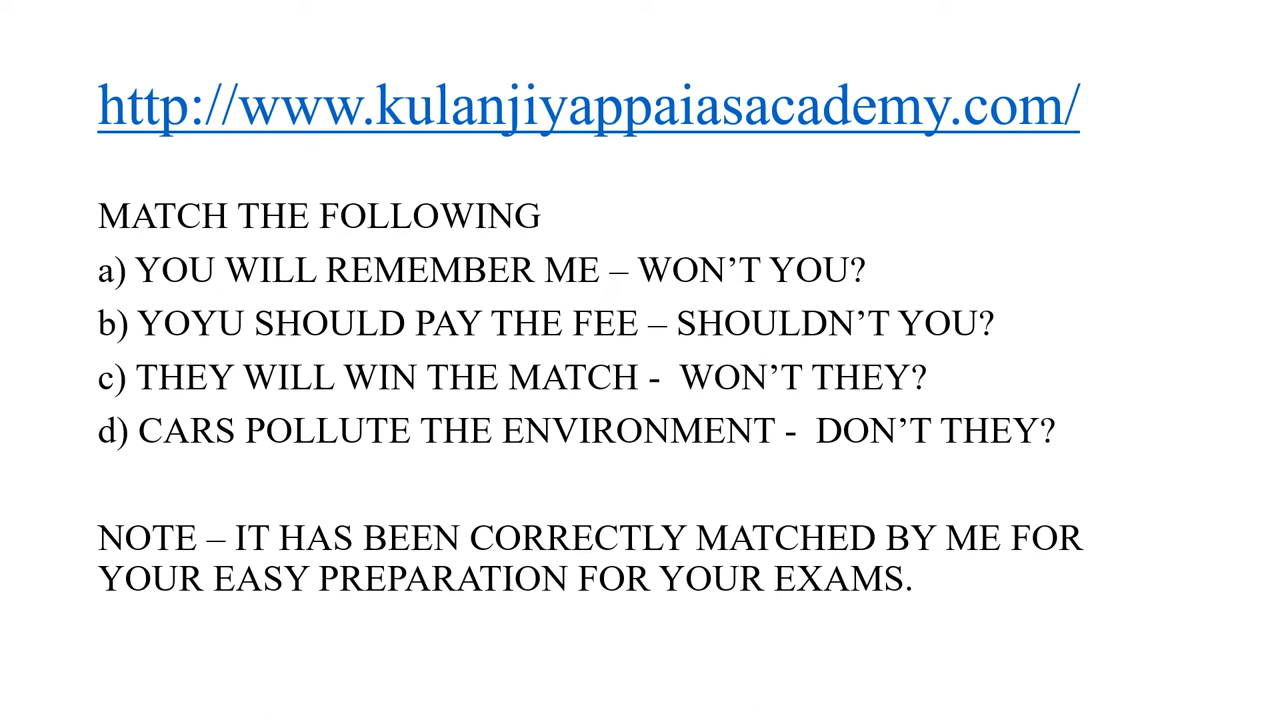 http://www.kulanjiyappaiasacademy.com/
MATCH THE FOLLOWING
a) YOU WILL REMEMBER ME – WON’T YOU?
b) YOYU SHOULD PAY THE FEE – SHOULDN’T YOU?
c) THEY WILL WIN THE MATCH -  WON’T THEY?
d) CARS POLLUTE THE ENVIRONMENT -  DON’T THEY?
NOTE – IT HAS BEEN CORRECTLY MATCHED BY ME FOR
YOUR EASY PREPARATION FOR YOUR EXAMS.